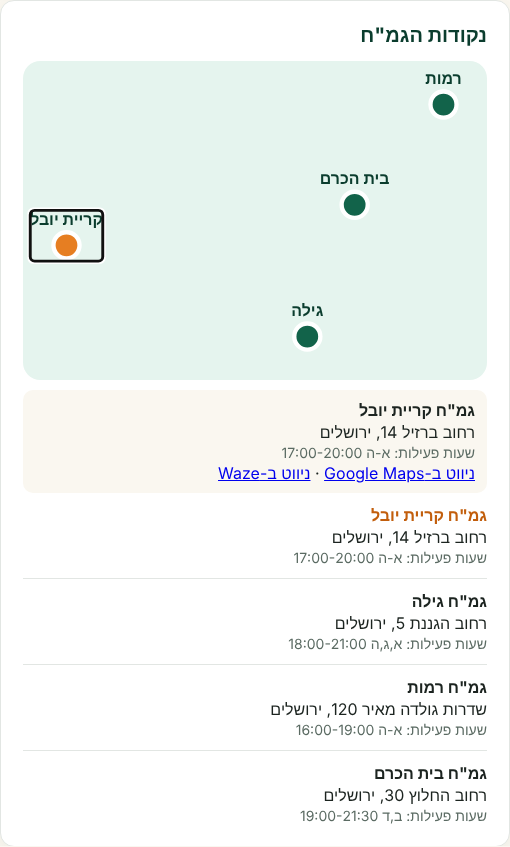 נקודות הגמ"ח
רמות
בית הכרם
קריית יובל
גילה
גמ"ח קריית יובל
רחוב ברזיל 14, ירושלים
שעות פעילות: א-ה 17:00-20:00
ניווט ב-Google Maps · ניווט ב-Waze
גמ"ח קריית יובל
רחוב ברזיל 14, ירושלים
שעות פעילות: א-ה 17:00-20:00
גמ"ח גילה
רחוב הגננת 5, ירושלים
שעות פעילות: א,ג,ה 18:00-21:00
גמ"ח רמות
שדרות גולדה מאיר 120, ירושלים
שעות פעילות: א-ה 16:00-19:00
גמ"ח בית הכרם
רחוב החלוץ 30, ירושלים
שעות פעילות: ב,ד 19:00-21:30